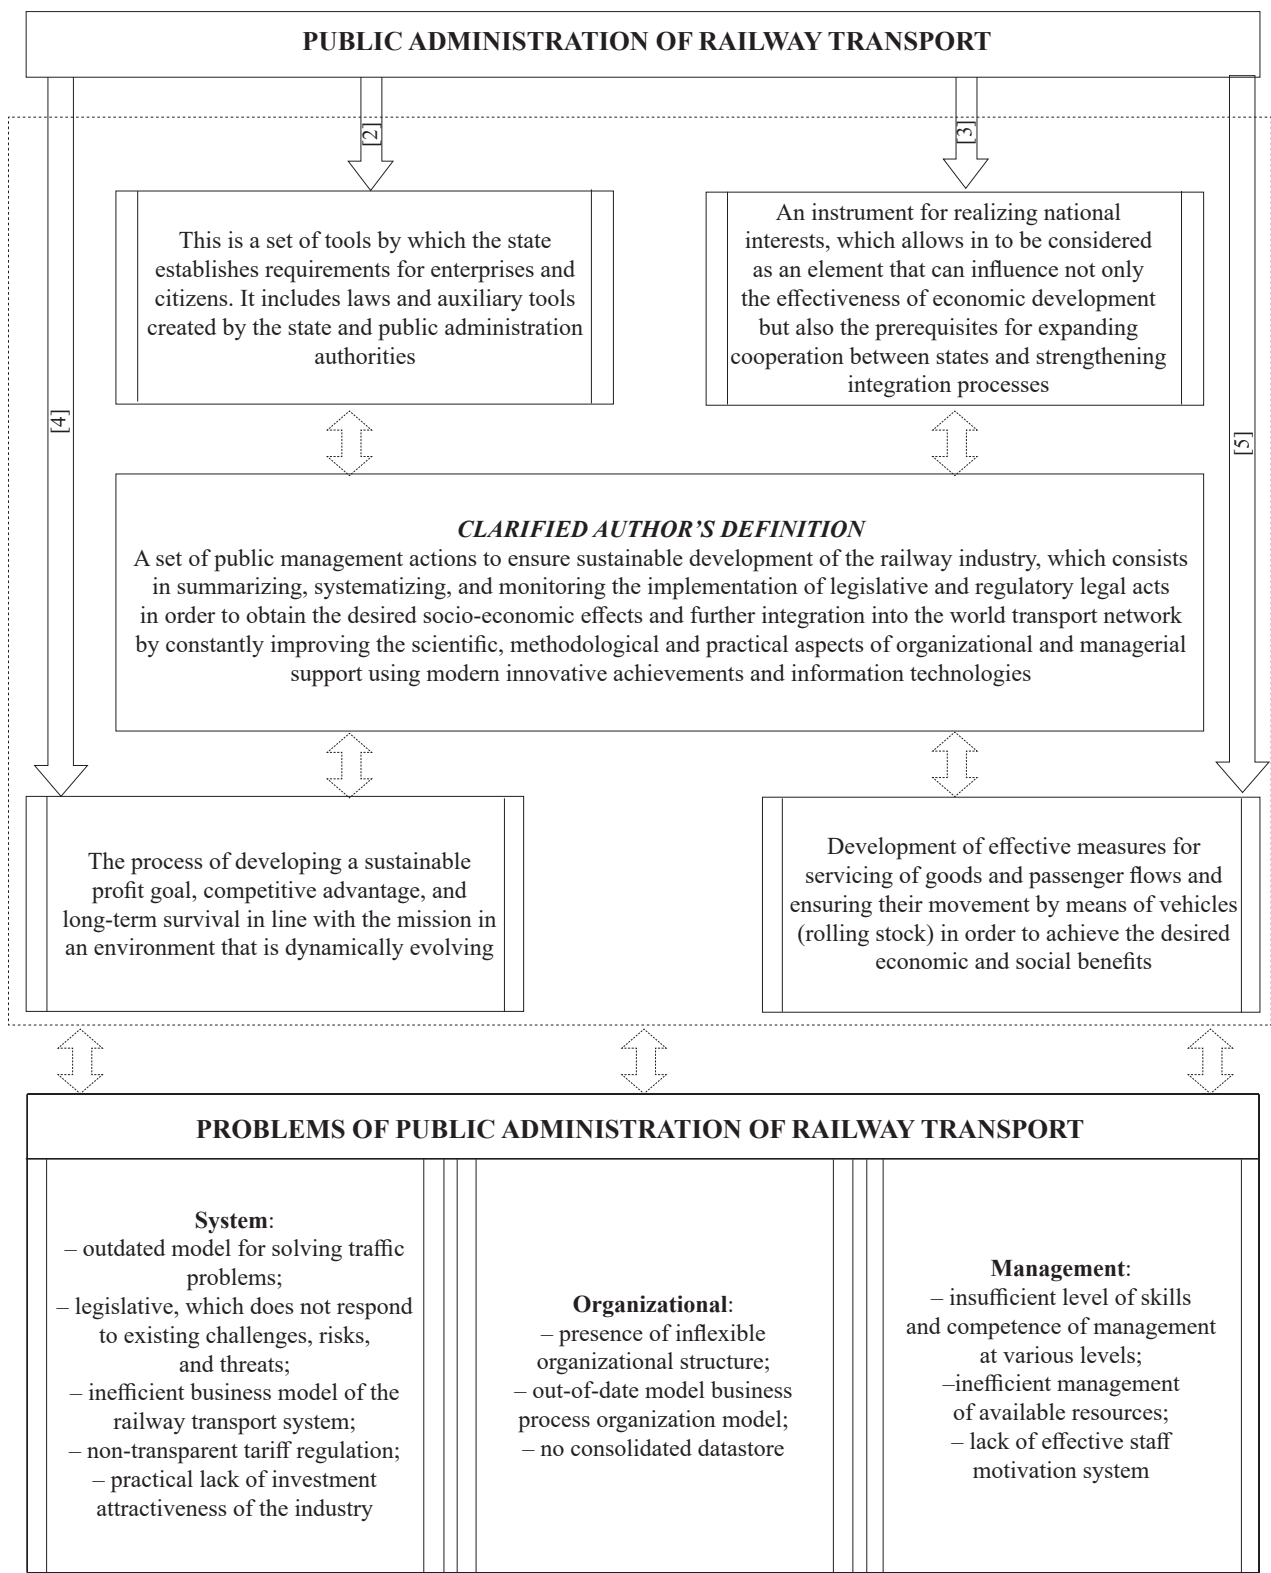 PUBLIC ADMINISTRATION OF RAILWAY TRANSPORT
[2]
[3]
This is a set of tools by which the state
establishes requirements for enterprises and
citizens. It includes laws and auxiliary tools
created by the state and public administration
authorities
An instrument for realizing national
interests, which allows in to be considered
as an element that can influence not only
the effectiveness of economic development
but also the prerequisites for expanding
cooperation between states and strengthening
integration processes
[4]
[5]
CLARIFIED AUTHOR’S DEFINITION
A set of public management actions to ensure sustainable development of the railway industry, which consists
in summarizing, systematizing, and monitoring the implementation of legislative and regulatory legal acts
in order to obtain the desired socio-economic effects and further integration into the world transport network
by constantly improving the scientific, methodological and practical aspects of organizational and managerial
support using modern innovative achievements and information technologies
The process of developing a sustainable
profit goal, competitive advantage, and
long-term survival in line with the mission in
an environment that is dynamically evolving
Development of effective measures for
servicing of goods and passenger flows and
ensuring their movement by means of vehicles
(rolling stock) in order to achieve the desired
economic and social benefits
PROBLEMS OF PUBLIC ADMINISTRATION OF RAILWAY TRANSPORT
System:
– outdated model for solving traffic
problems;
– legislative, which does not respond
to existing challenges, risks,
and threats;
– inefficient business model of the
railway transport system;
– non-transparent tariff regulation;
– practical lack of investment
attractiveness of the industry
Organizational:
– presence of inflexible
organizational structure;
– out-of-date model business
process organization model;
– no consolidated datastore
Management:
– insufficient level of skills
and competence of management
at various levels;
–inefficient management
of available resources;
– lack of effective staff
motivation system